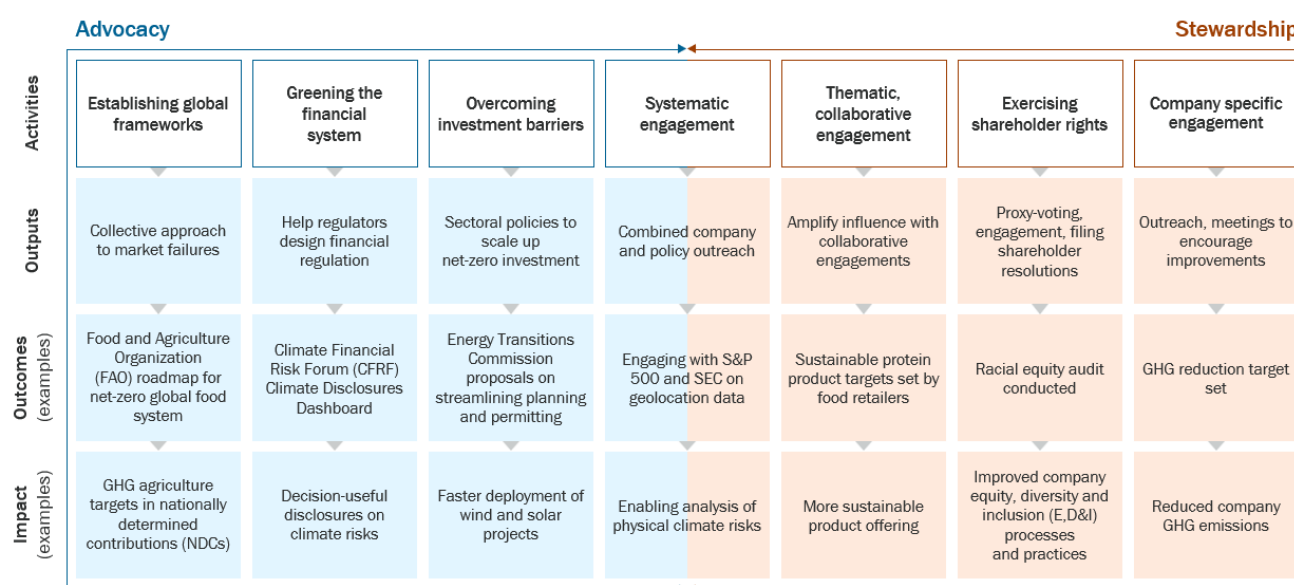 Advocacy
Stewardship
Activities
Establishing global
frameworks
Greening the
financial
system
Overcoming
investment barriers
Systematic
engagement
Thematic,
collaborative
engagement
Exercising
shareholder rights
Company specific
engagement
Outputs
Collective approach
to market failures
Help regulators
design financial
regulation
Sectoral policies to
scale up
net-zero investment
Combined company
and policy outreach
Amplify influence with
collaborative
engagements
Proxy-voting,
engagement, filing
shareholder
resolutions
Outreach, meetings to
encourage
improvements
Outcomes
(examples)
Food and Agriculture
Organization
(FAO) roadmap for
net-zero global food
system
Climate Financial
Risk Forum (CFRF)
Climate Disclosures
Dashboard
Energy Transitions
Commission
proposals on
streamlining planning
and permitting
Engaging with S&P
500 and SEC on
geolocation data
Sustainable protein
product targets set by
food retailers
Racial equity audit
conducted
GHG reduction target
set
Impact
(examples)
GHG agriculture
targets in nationally
determined
contributions (NDCs)
Decision-useful
disclosures on
climate risks
Faster deployment of
wind and solar
projects
Enabling analysis of
physical climate risks
More sustainable
product offering
Improved company
equity, diversity and
inclusion (E,D&I)
processes
and practices
Reduced company
GHG emissions